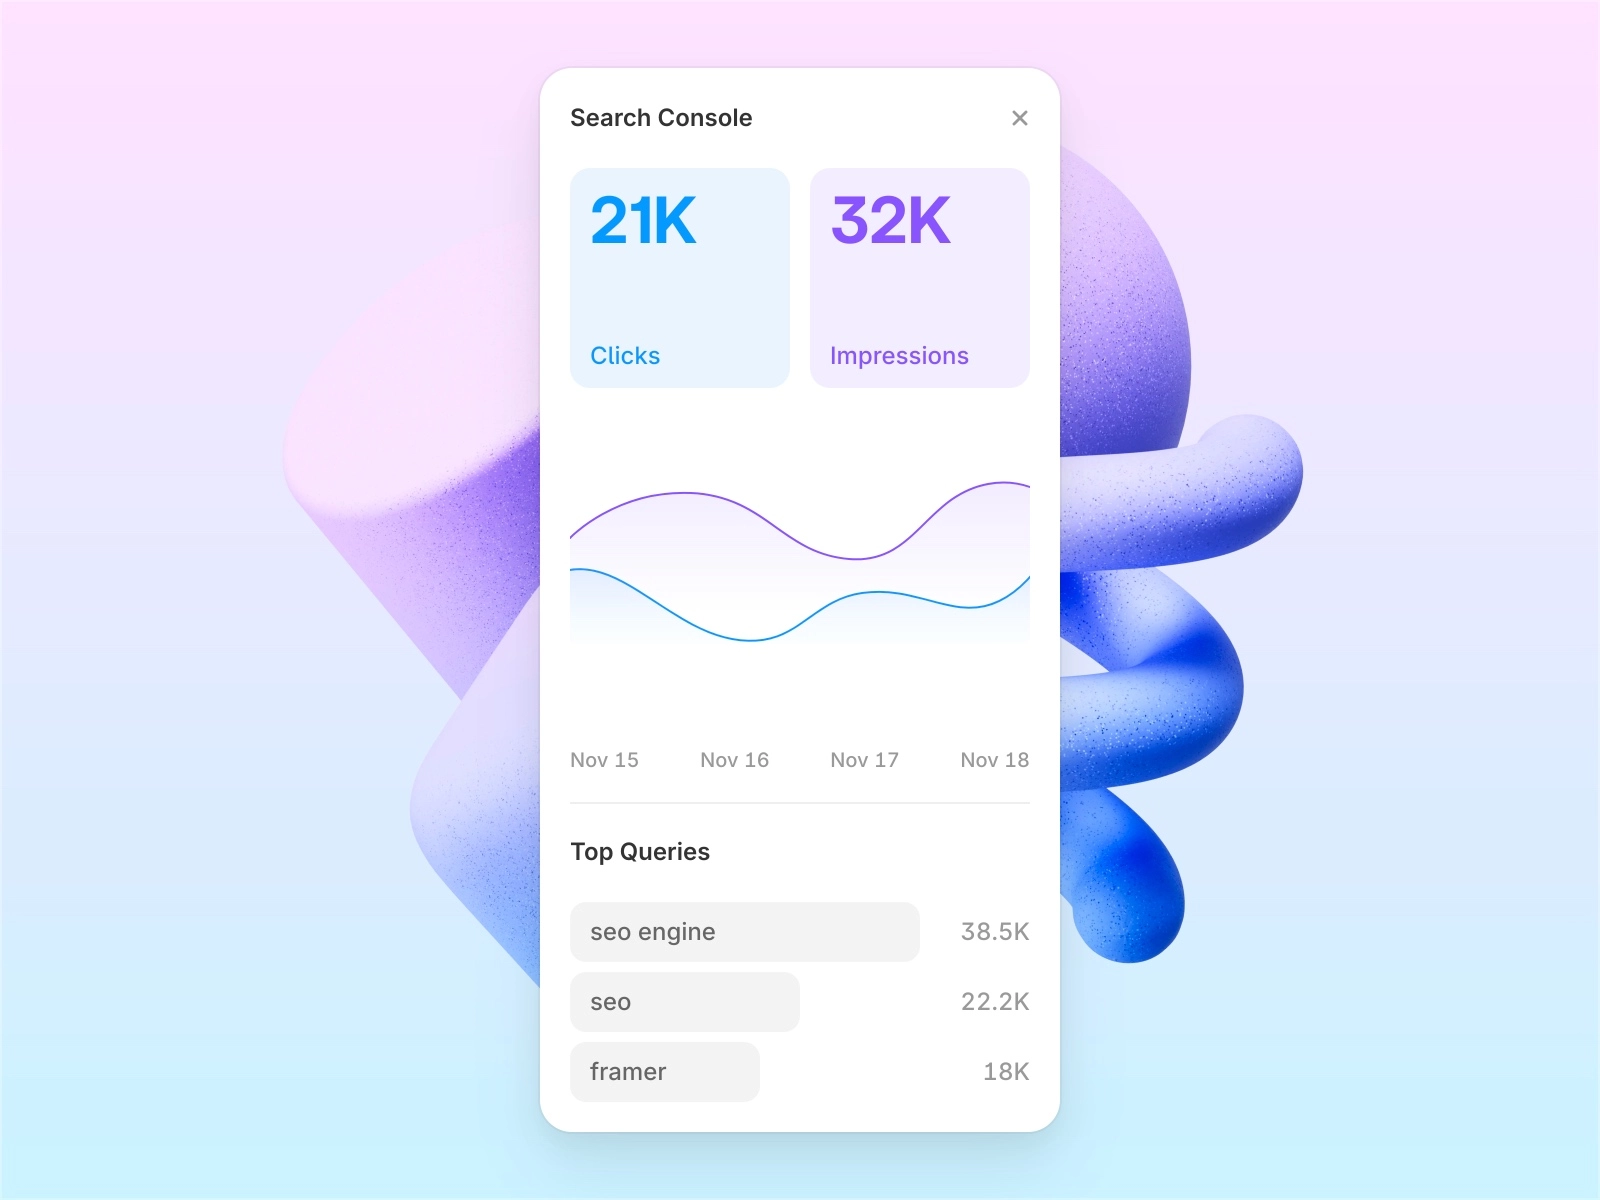 Search Console
21K
Clicks
32K
Impressions
Nov 15 Nov 16 Nov 17 Nov 18
Top Queries
seo engine 38.5K
seo 22.2K
framer 18K